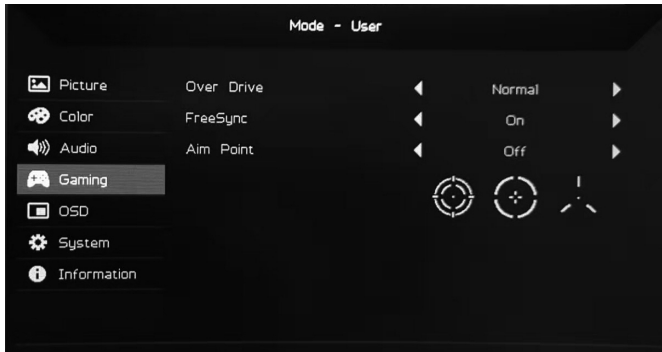 Mode - User
Picture
Over Drive
Normal
Color
FreeSync
On
Audio
Aim Point
Off
Gaming
OSD
System
Information